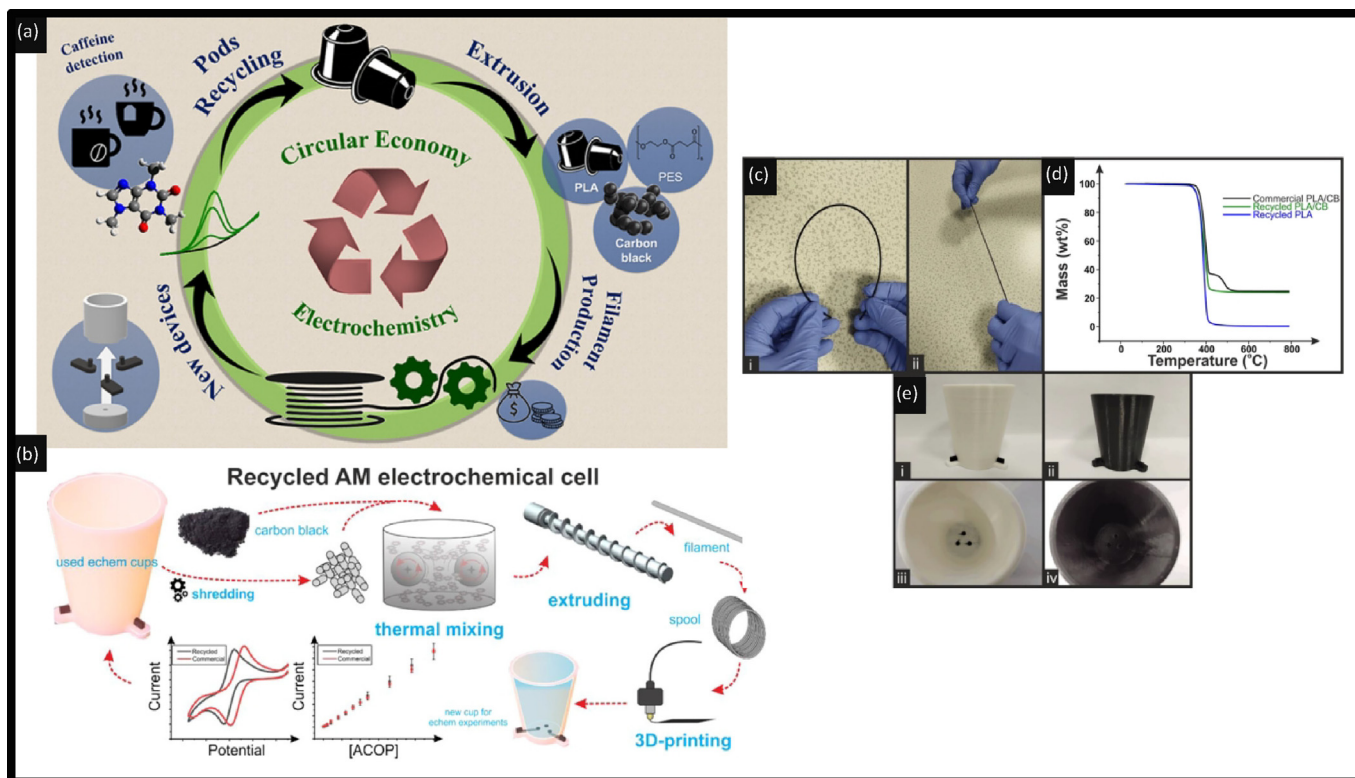 (a)
Caffeine
detection
Pods
Recycling
Extrusion
PLA
PES
Carbon
black
Circular Economy
Electrochemistry
Filament
Production
New devices
$
(b)
Recycled AM electrochemical cell
used echem cups
carbon black
shredding
thermal mixing
extruding
filament
spool
3D-printing
new cup for
echem experiments
Recycled
Commercial
Current
Potential
Recycled
Commercial
Current
[ACOP]
(c)
i
ii
(d)
100
80
60
40
20
0
Mass (wt%)
Commercial PLA/CB
Recycled PLA/CB
Recycled PLA
0
200
400
600
800
Temperature (°C)
(e)
i
ii
iii
iv